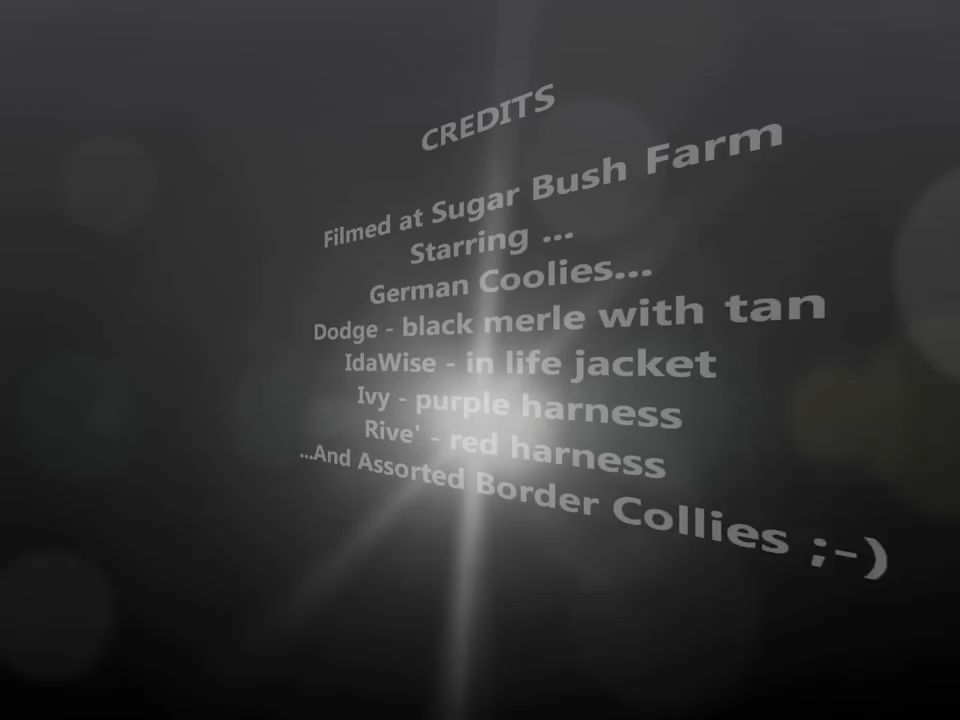 CREDITS
Filmed at Sugar Bush Farm
Starring ...
German Coolies...
Dodge - black merle with tan
IdaWise - in life jacket
Ivy - purple harness
Rive' - red harness
...And Assorted Border Collies ;-)